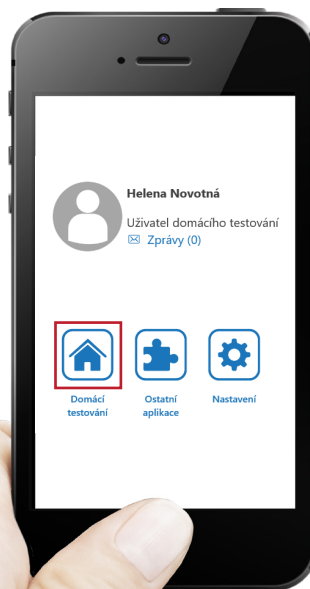 Helena Novotná
Uživatel domácího testování
Zprávy (0)
Domácí
testování
Ostatní
aplikace
Nastavení